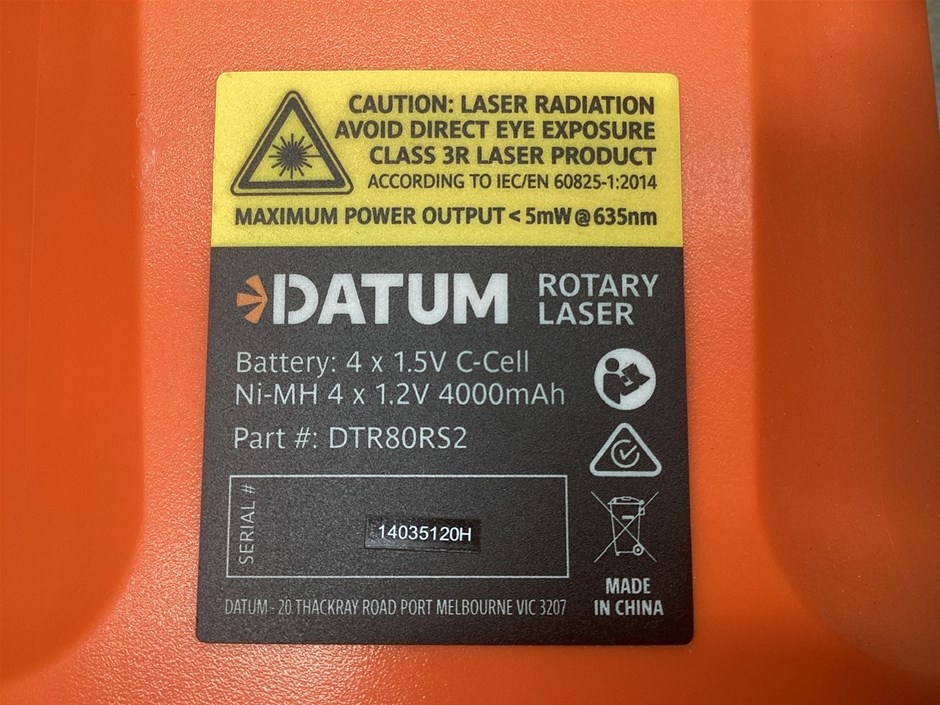 CAUTION: LASER RADIATION
AVOID DIRECT EYE EXPOSURE
CLASS 3R LASER PRODUCT
ACCORDING TO IEC/EN 60825-1:2014
MAXIMUM POWER OUTPUT < 5mW @ 635nm
DATUM
ROTARY
LASER
Battery: 4 x 1.5V C-Cell
Ni-MH 4 x 1.2V 4000mAh
Part #: DTR80RS2
SERIAL #
14035120H
MADE
IN CHINA
DATUM - 20 THACKRAY ROAD PORT MELBOURNE VIC 3207